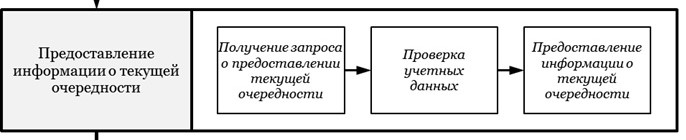 Предоставление
информации о текущей
очередности
Получение запроса
о предоставлении
текущей
очередности
Проверка
учетных
данных
Предоставление
информации о
текущей
очередности